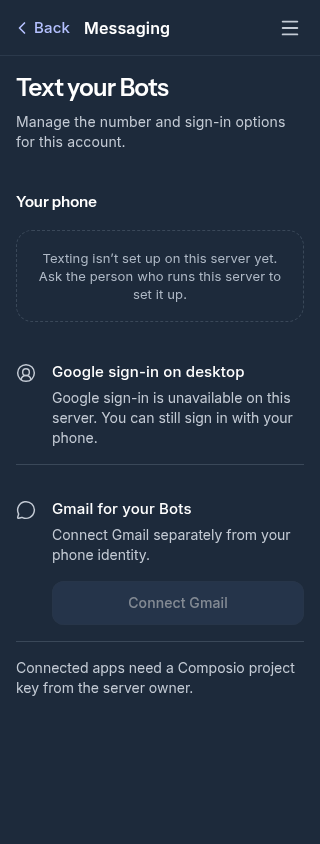 Back Messaging
Text your Bots
Manage the number and sign-in options
for this account.
Your phone
Texting isn’t set up on this server yet.
Ask the person who runs this server to
set it up.
Google sign-in on desktop
Google sign-in is unavailable on this
server. You can still sign in with your
phone.
Gmail for your Bots
Connect Gmail separately from your
phone identity.
Connect Gmail
Connected apps need a Composio project
key from the server owner.